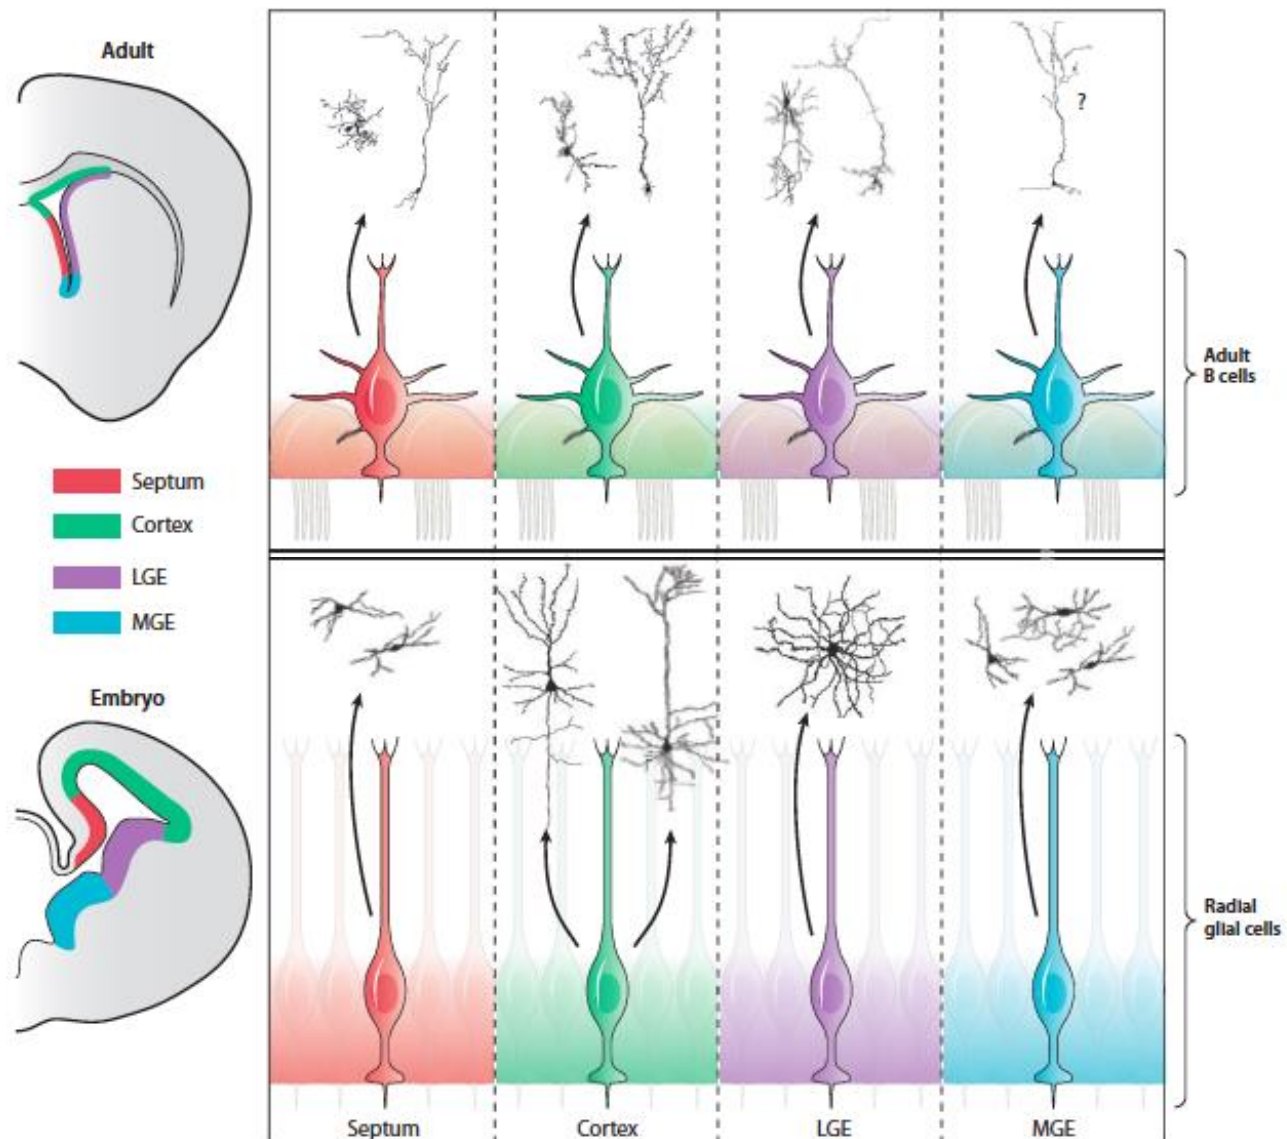 Adult
?
Adult
B cells
Septum
Cortex
LGE
MGE
Embryo
Radial
glial cells
Septum
Cortex
LGE
MGE